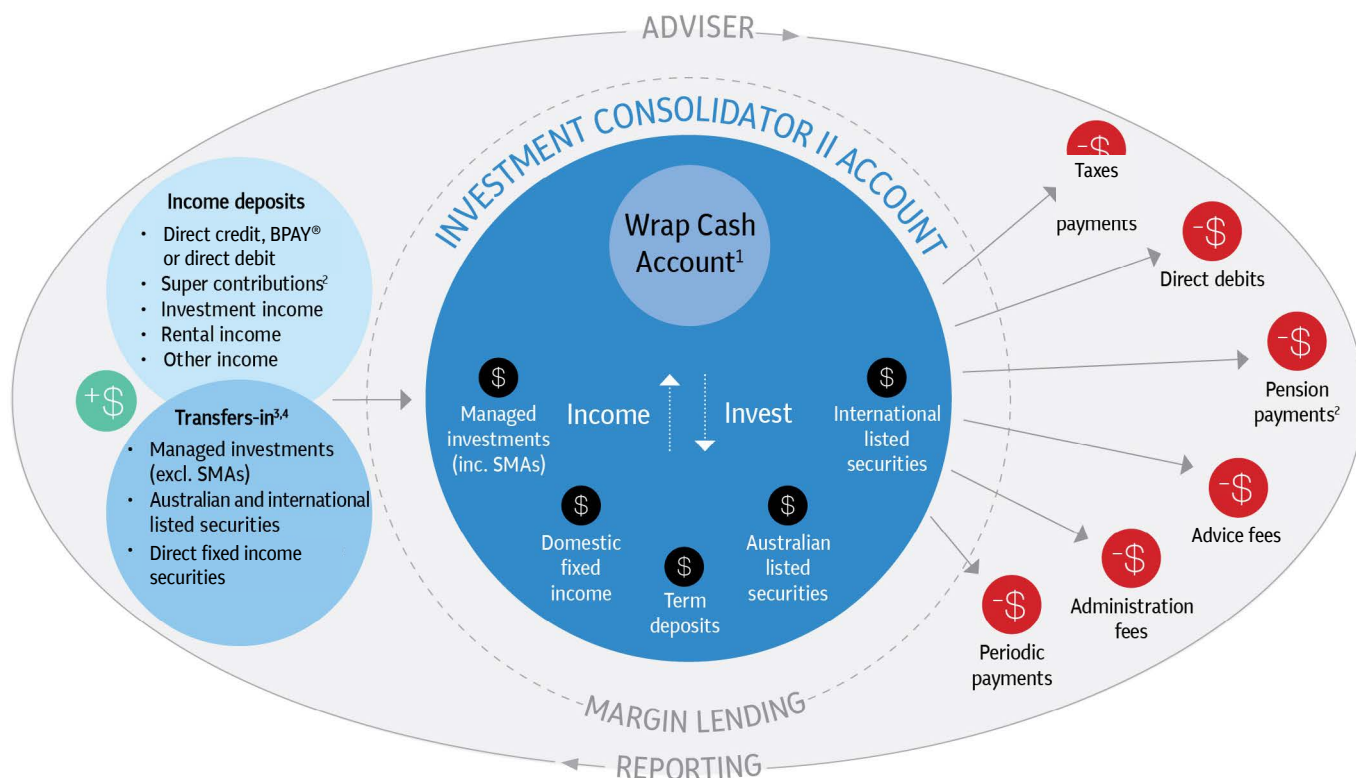 ADVISER
INVESTMENT CONSOLIDATOR II ACCOUNT
Income deposits
• Direct credit, BPAY®
or direct debit
• Super contributions²
• Investment income
• Rental income
• Other income
+$
Transfers-in³,⁴
• Managed investments
(excl. SMAs)
• Australian and international
listed securities
• Direct fixed income
securities
Wrap Cash
Account¹
Income
Invest
$
Managed
investments
(inc. SMAs)
$
Domestic
fixed
income
$
Term
deposits
$
Australian
listed
securities
$
International
listed
securities
-$
Taxes
payments
-$
Direct debits
-$
Pension
payments²
-$
Advice fees
-$
Administration
fees
-$
Periodic
payments
MARGIN LENDING
REPORTING